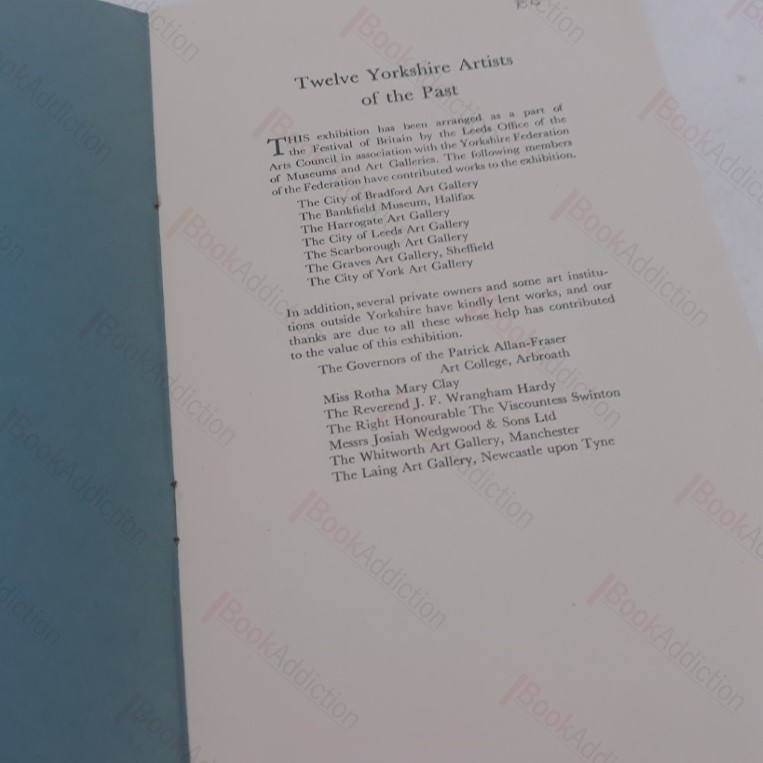 Twelve Yorkshire Artists
of the Past
THIS exhibition has been arranged as a part of
the Festival of Britain by the Leeds Office of the
Arts Council in association with the Yorkshire Federation
of Museums and Art Galleries. The following members
of the Federation have contributed works to the exhibition.
The City of Bradford Art Gallery
The Bankfield Museum, Halifax
The Harrogate Art Gallery
The City of Leeds Art Gallery
The Scarborough Art Gallery
The Graves Art Gallery, Sheffield
The City of York Art Gallery
In addition, several private owners and some art institu-
tions outside Yorkshire have kindly lent works, and our
thanks are due to all these whose help has contributed
to the value of this exhibition.
The Governors of the Patrick Allan-Fraser
Art College, Arbroath
Miss Rotha Mary Clay
The Reverend J. F. Wrangham Hardy
The Right Honourable The Viscountess Swinton
Messrs Josiah Wedgwood & Sons Ltd
The Whitworth Art Gallery, Manchester
The Laing Art Gallery, Newcastle upon Tyne
BookAddiction